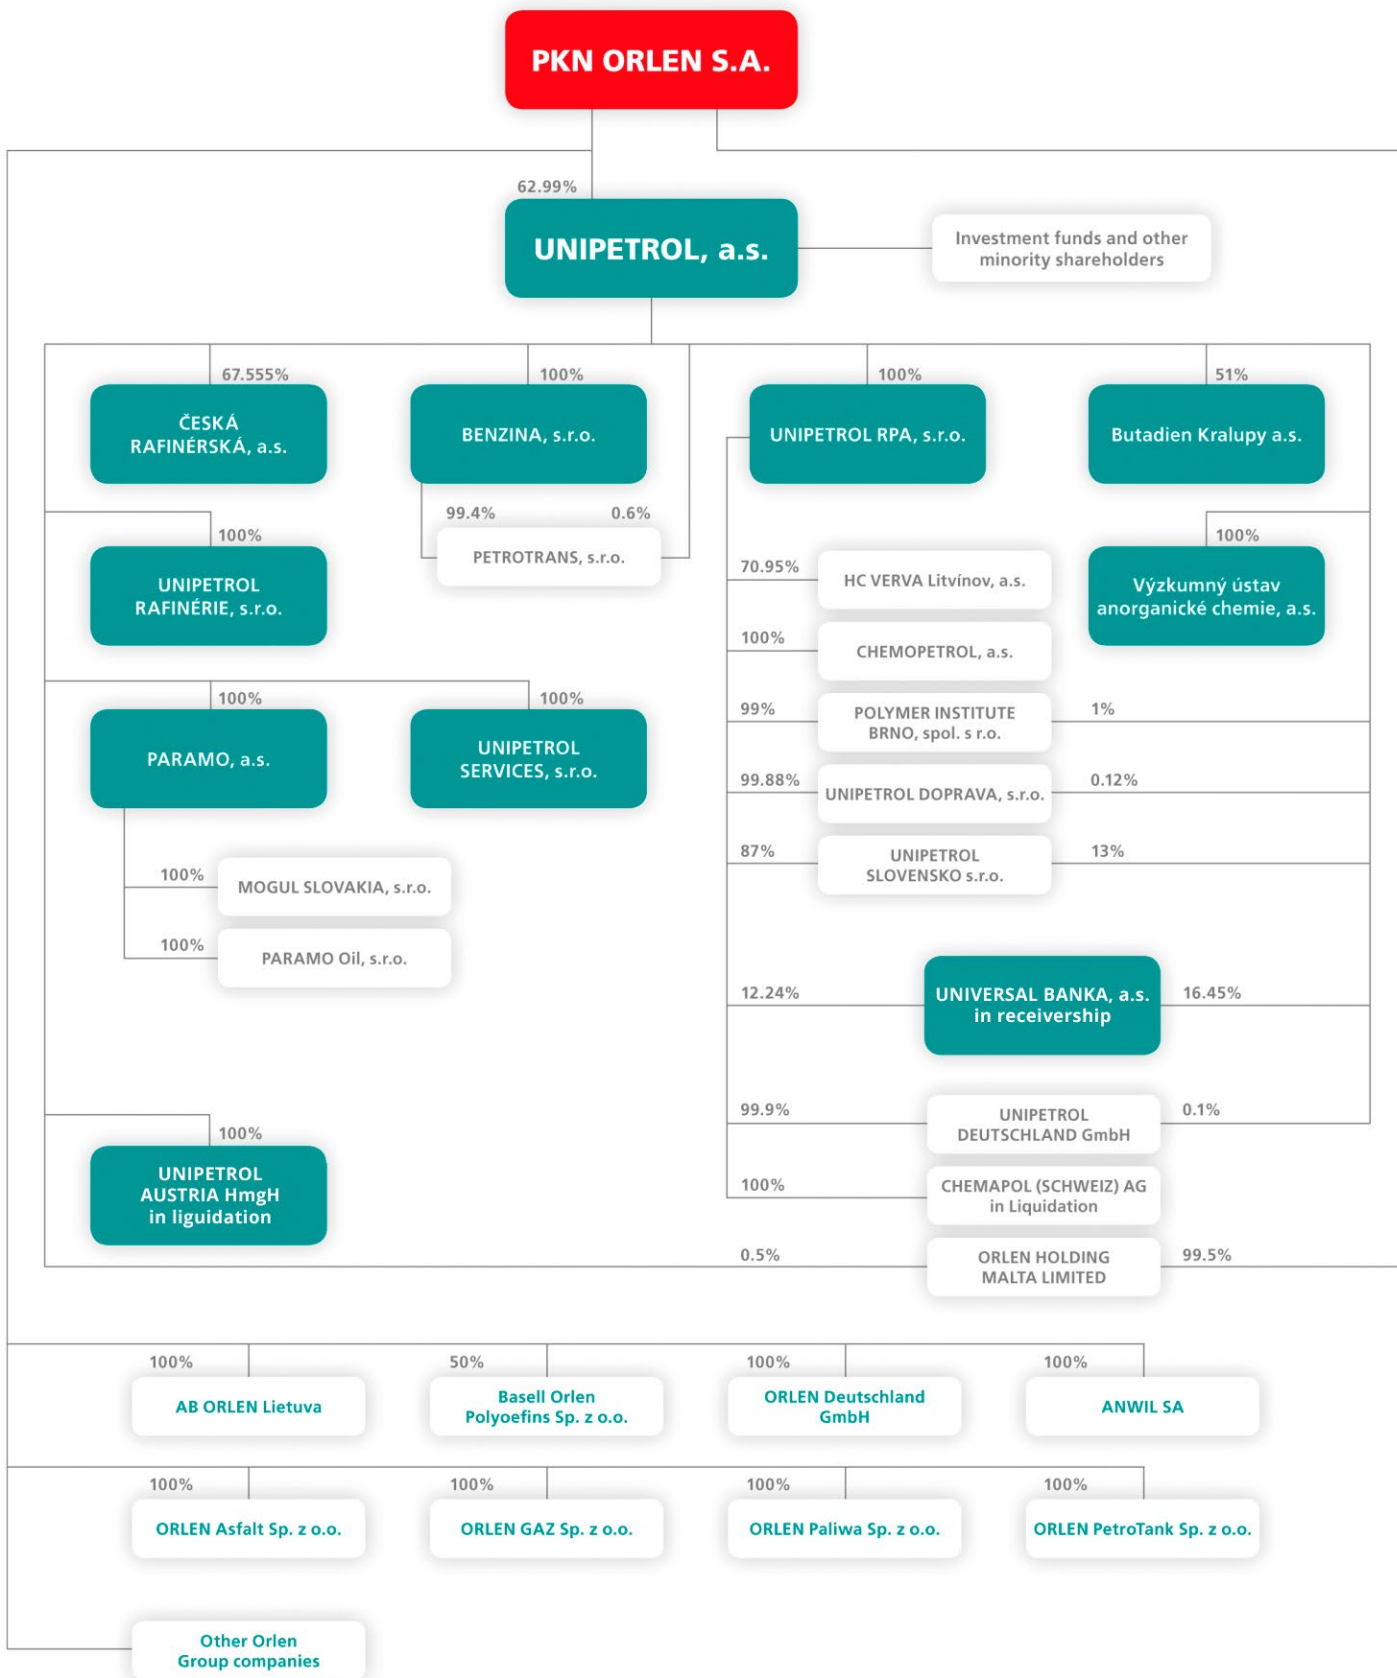 PKN ORLEN S.A.
62.99%
UNIPETROL, a.s.
Investment funds and other
minority shareholders
67.555%
100%
100%
51%
ČESKÁ
RAFINÉRSKÁ, a.s.
BENZINA, s.r.o.
UNIPETROL RPA, s.r.o.
Butadien Kralupy a.s.
99.4%
0.6%
PETROTRANS, s.r.o.
100%
UNIPETROL
RAFINÉRIE, s.r.o.
100%
Výzkumný ústav
anorganické chemie, a.s.
70.95%
HC VERVA Litvínov, a.s.
100%
CHEMOPETROL, a.s.
99%
POLYMER INSTITUTE
BRNO, spol. s r.o.
1%
100%
PARAMO, a.s.
100%
UNIPETROL
SERVICES, s.r.o.
99.88%
UNIPETROL DOPRAVA, s.r.o.
0.12%
87%
UNIPETROL
SLOVENSKO s.r.o.
13%
100%
MOGUL SLOVAKIA, s.r.o.
100%
PARAMO Oil, s.r.o.
12.24%
UNIVERSAL BANKA, a.s.
in receivership
16.45%
99.9%
UNIPETROL
DEUTSCHLAND GmbH
0.1%
100%
UNIPETROL
AUSTRIA HmgH
in liguidation
100%
CHEMAPOL (SCHWEIZ) AG
in Liquidation
0.5%
ORLEN HOLDING
MALTA LIMITED
99.5%
100%
50%
100%
100%
AB ORLEN Lietuva
Basell Orlen
Polyoefins Sp. z o.o.
ORLEN Deutschland
GmbH
ANWIL SA
100%
100%
100%
100%
ORLEN Asfalt Sp. z o.o.
ORLEN GAZ Sp. z o.o.
ORLEN Paliwa Sp. z o.o.
ORLEN PetroTank Sp. z o.o.
Other Orlen
Group companies